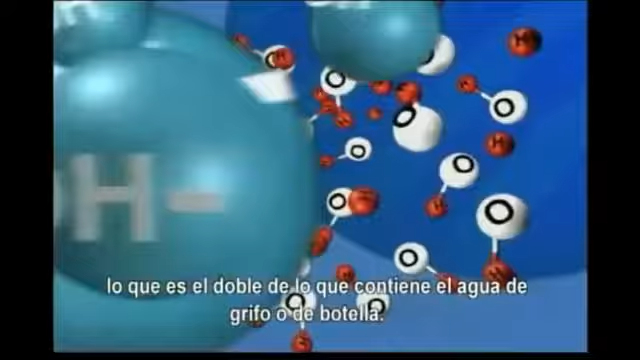 OH-
lo que es el doble de lo que contiene el agua de
grifo o de botella.
O
H